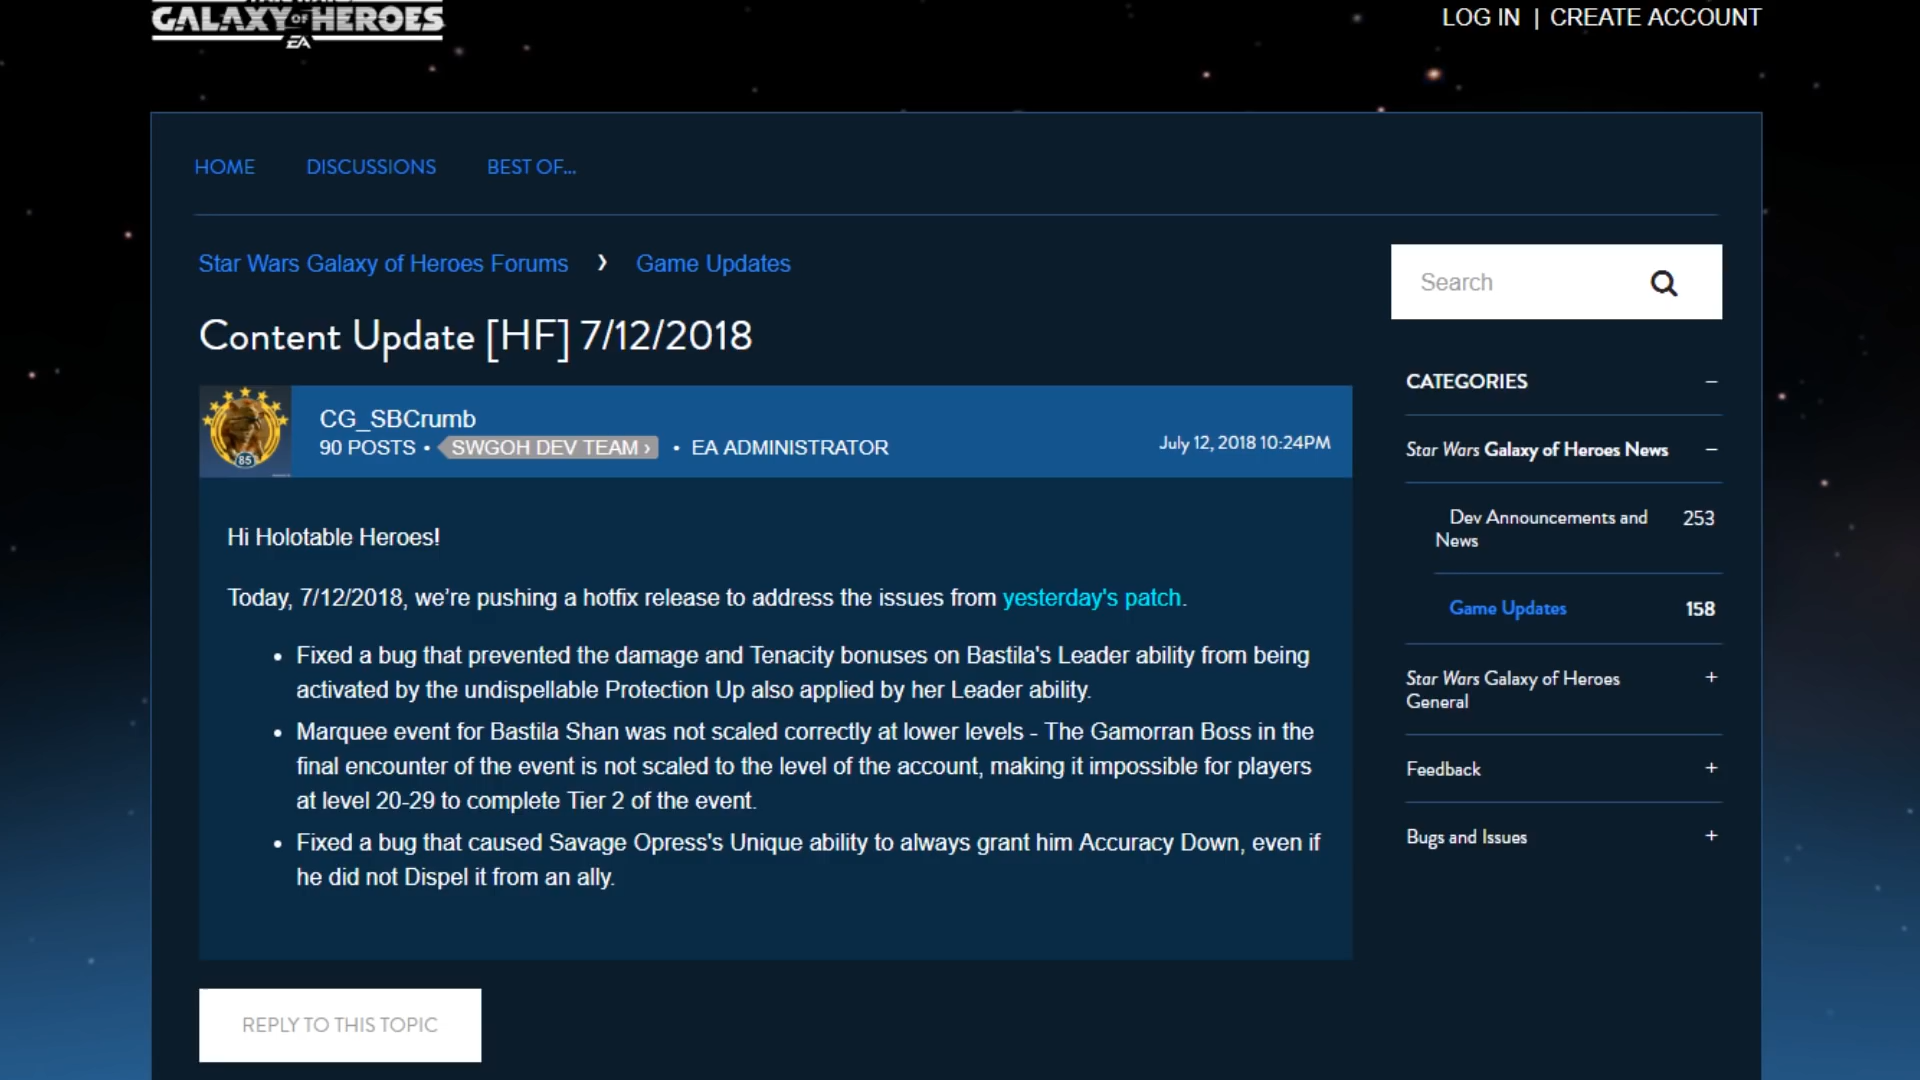 GALAXY OF HEROES
EA
LOG IN | CREATE ACCOUNT
HOME DISCUSSIONS BEST OF...
Star Wars Galaxy of Heroes Forums › Game Updates
Search
Content Update [HF] 7/12/2018
CG_SBCrumb
90 POSTS • SWGOH DEV TEAM › • EA ADMINISTRATOR
July 12, 2018 10:24PM
85
Hi Holotable Heroes!
Today, 7/12/2018, we’re pushing a hotfix release to address the issues from yesterday's patch.
• Fixed a bug that prevented the damage and Tenacity bonuses on Bastila's Leader ability from being
activated by the undispellable Protection Up also applied by her Leader ability.
• Marquee event for Bastila Shan was not scaled correctly at lower levels - The Gamorran Boss in the
final encounter of the event is not scaled to the level of the account, making it impossible for players
at level 20-29 to complete Tier 2 of the event.
• Fixed a bug that caused Savage Opress's Unique ability to always grant him Accuracy Down, even if
he did not Dispel it from an ally.
REPLY TO THIS TOPIC
CATEGORIES −
Star Wars Galaxy of Heroes News −
Dev Announcements and 253
News
Game Updates 158
Star Wars Galaxy of Heroes +
General
Feedback +
Bugs and Issues +